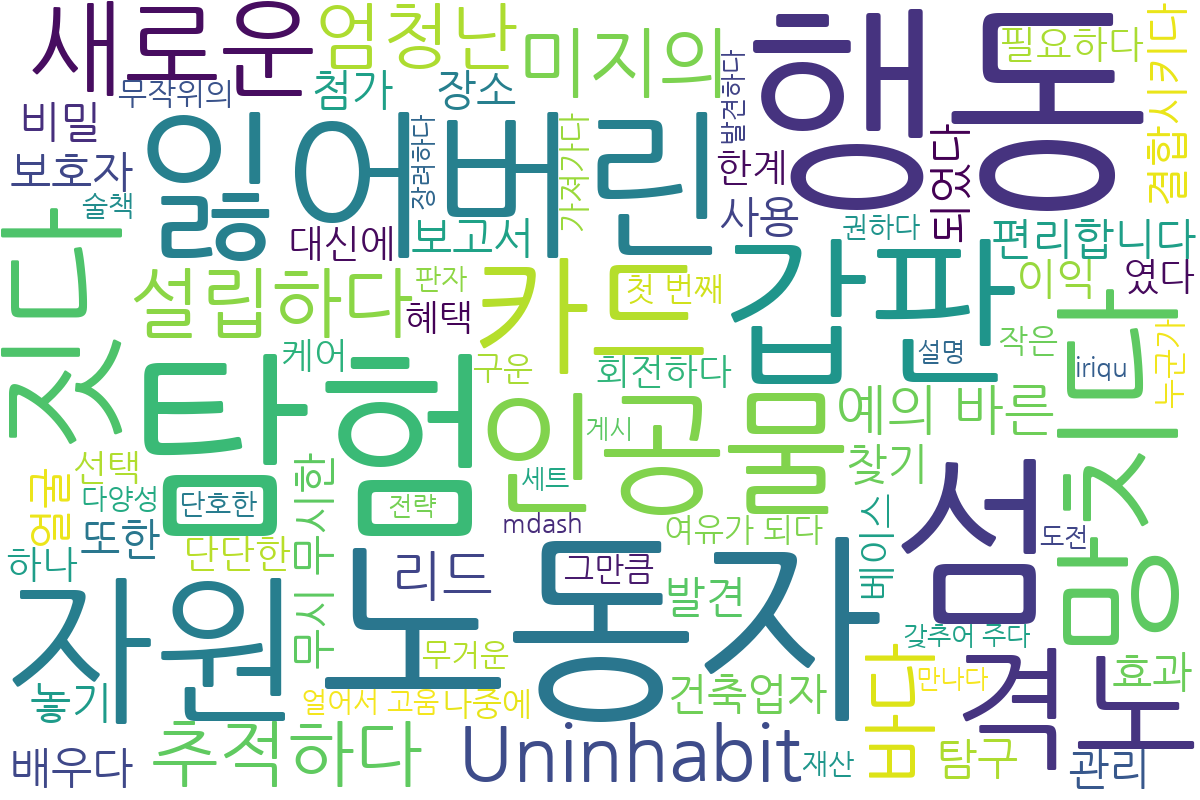 새로운
엄청난
미지의
행동
필요하다
결합시키다
무작위의
첨가
장소
발견하다
비밀
잃어버린
장려하다
가져가다
한계
되었다
보호자
술책
사용
권하다
대신에
보고서
편리합니다
짓다
설립하다
판자
카드
첫 번째
갑판
이익
였다
혜택
케어
구운
회전하다
설명
작은
iriqu
누군가
탐험
인공물
예의 바른
망치다
게시
얼굴
선택
무시한
세트
찾기
다양성
단호한
전략
mdash
여유가 되다
베이스
섬
도전
또한
단단한
하나
자원
무시
노동자
리드
그만큼
발견
갖추어 주다
무거운
바다
만나다
격노
효과
놓기
얼어서 고움
나중에
건축업자
배우다
추적하다
Uninhabit
재산
탐구
관리